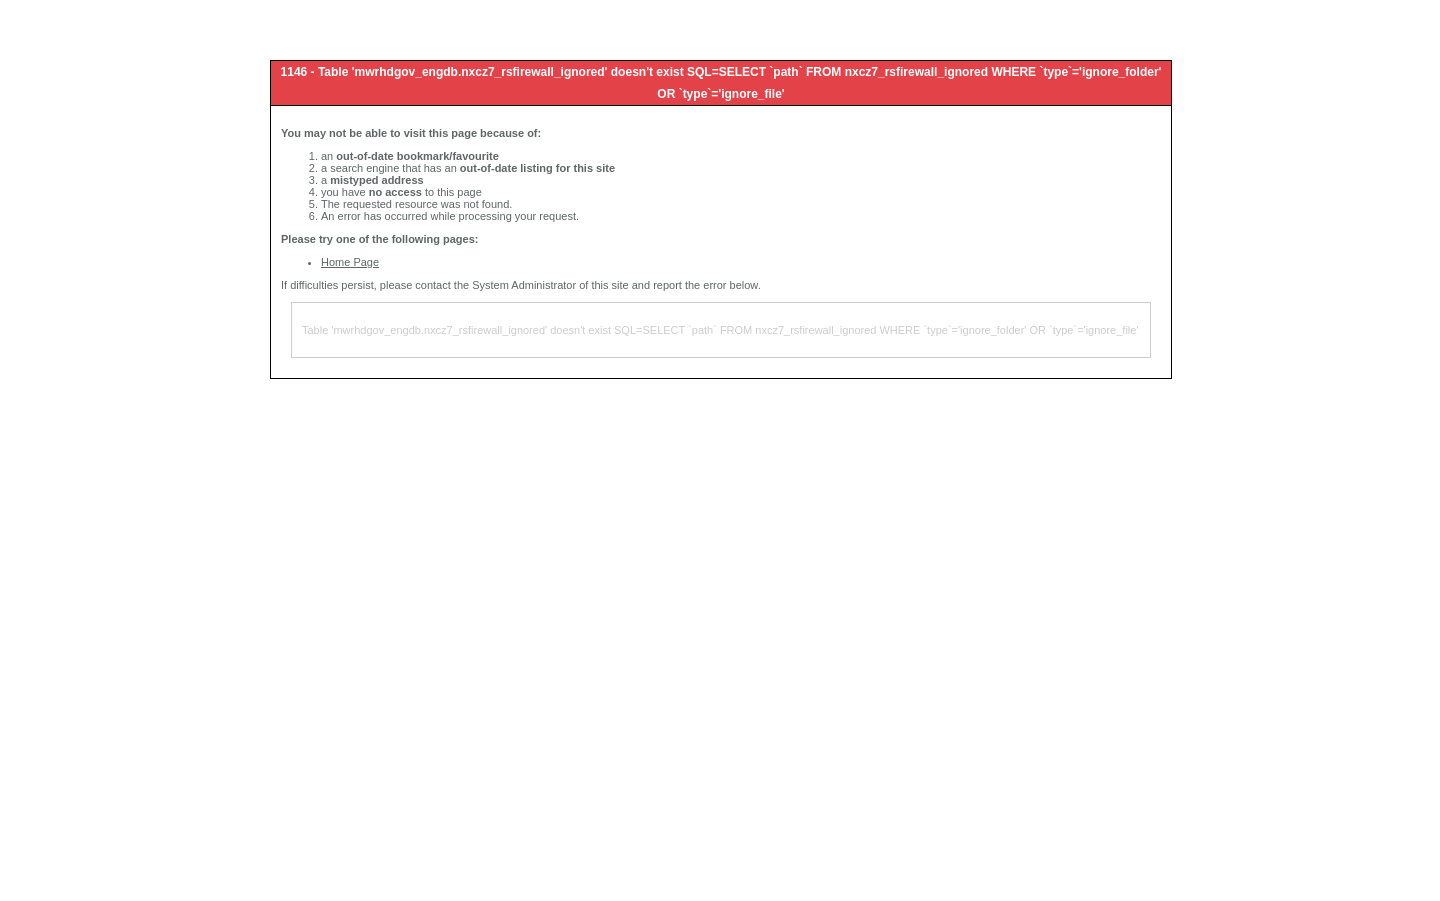 1146 - Table 'mwrhdgov_engdb.nxcz7_rsfirewall_ignored' doesn't exist SQL=SELECT `path` FROM nxcz7_rsfirewall_ignored WHERE `type`='ignore_folder'
OR `type`='ignore_file'
You may not be able to visit this page because of:
1. an out-of-date bookmark/favourite
2. a search engine that has an out-of-date listing for this site
3. a mistyped address
4. you have no access to this page
5. The requested resource was not found.
6. An error has occurred while processing your request.
Please try one of the following pages:
• Home Page
If difficulties persist, please contact the System Administrator of this site and report the error below.
Table 'mwrhdgov_engdb.nxcz7_rsfirewall_ignored' doesn't exist SQL=SELECT `path` FROM nxcz7_rsfirewall_ignored WHERE `type`='ignore_folder' OR `type`='ignore_file'